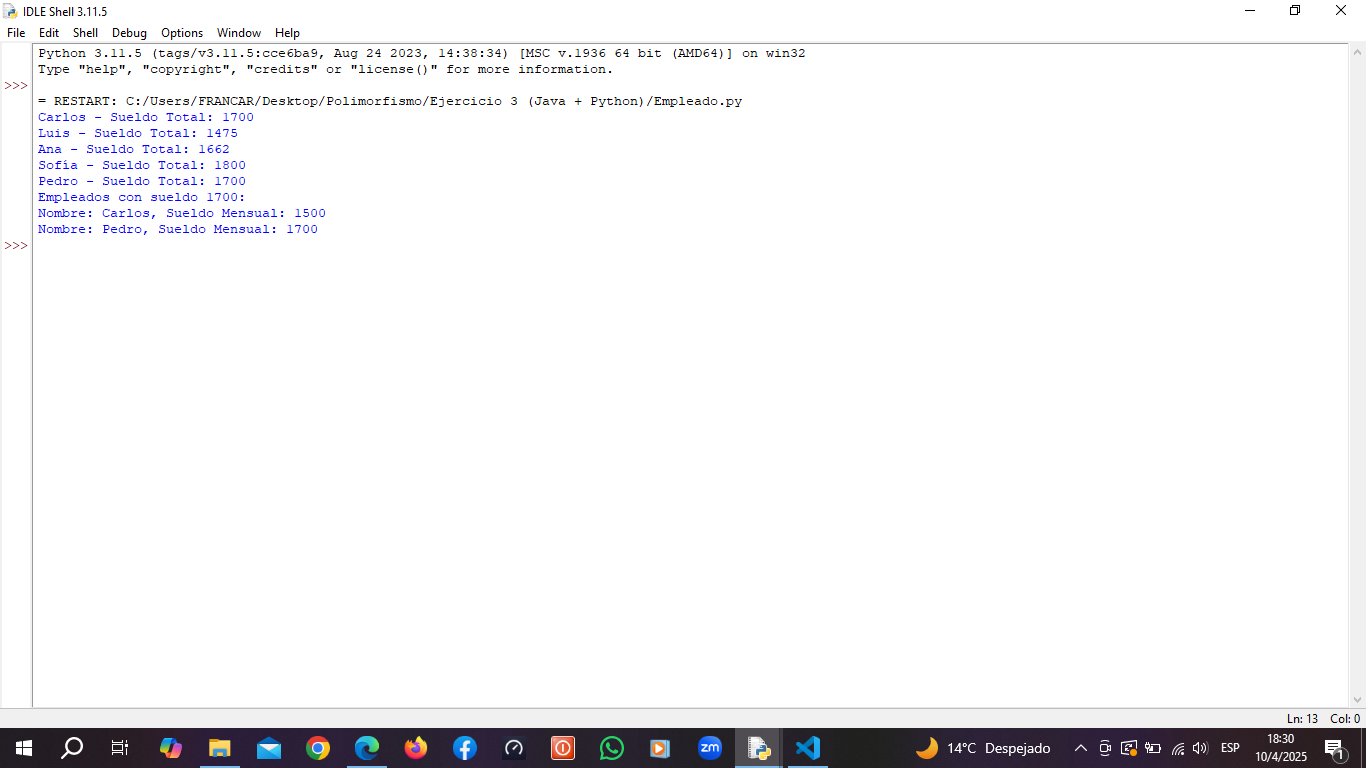 IDLE Shell 3.11.5
File Edit Shell Debug Options Window Help
Python 3.11.5 (tags/v3.11.5:cce6ba9, Aug 24 2023, 14:38:34) [MSC v.1936 64 bit (AMD64)] on win32
Type "help", "copyright", "credits" or "license()" for more information.
>>>
= RESTART: C:/Users/FRANCAR/Desktop/Polimorfismo/Ejercicio 3 (Java + Python)/Empleado.py
Carlos - Sueldo Total: 1700
Luis - Sueldo Total: 1475
Ana - Sueldo Total: 1662
Sofía - Sueldo Total: 1800
Pedro - Sueldo Total: 1700
Empleados con sueldo 1700:
Nombre: Carlos, Sueldo Mensual: 1500
Nombre: Pedro, Sueldo Mensual: 1700
>>>
Ln: 13 Col: 0
zm
14°C Despejado
ESP
18:30
10/4/2025
1